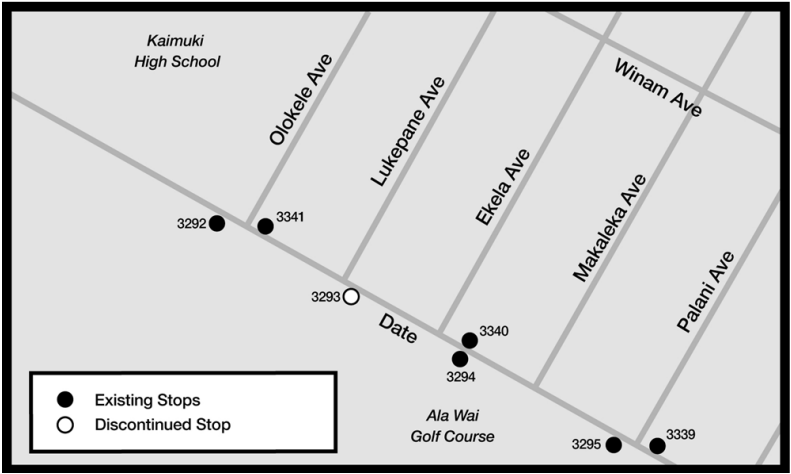 Kaimuki
High School
Olokele Ave
Lukepane Ave
Ekela Ave
Winam Ave
Makaleka Ave
Palani Ave
3292
3341
3293
Date
3340
3294
3295
3339
Ala Wai
Golf Course
Existing Stops
Discontinued Stop